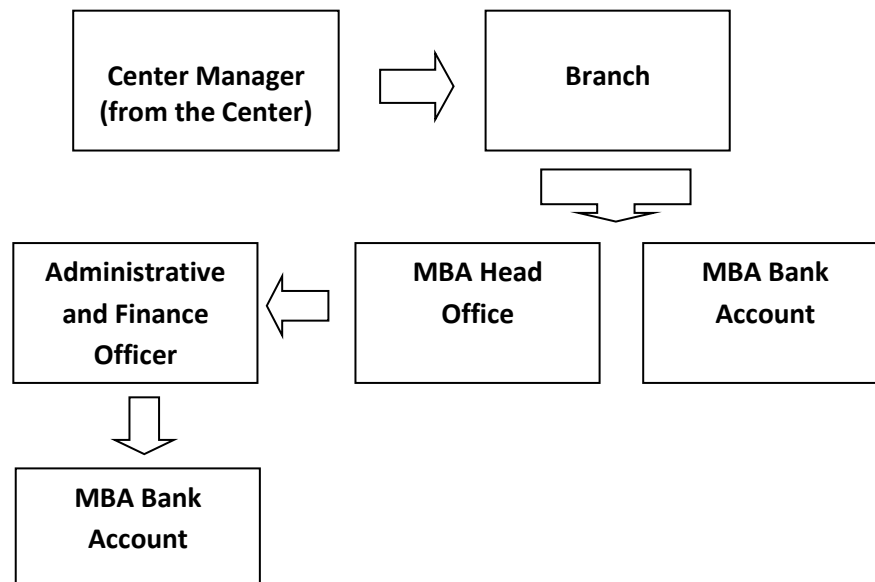 Center Manager
(from the Center)
Branch
Administrative
and Finance
Officer
MBA Head
Office
MBA Bank
Account
MBA Bank
Account